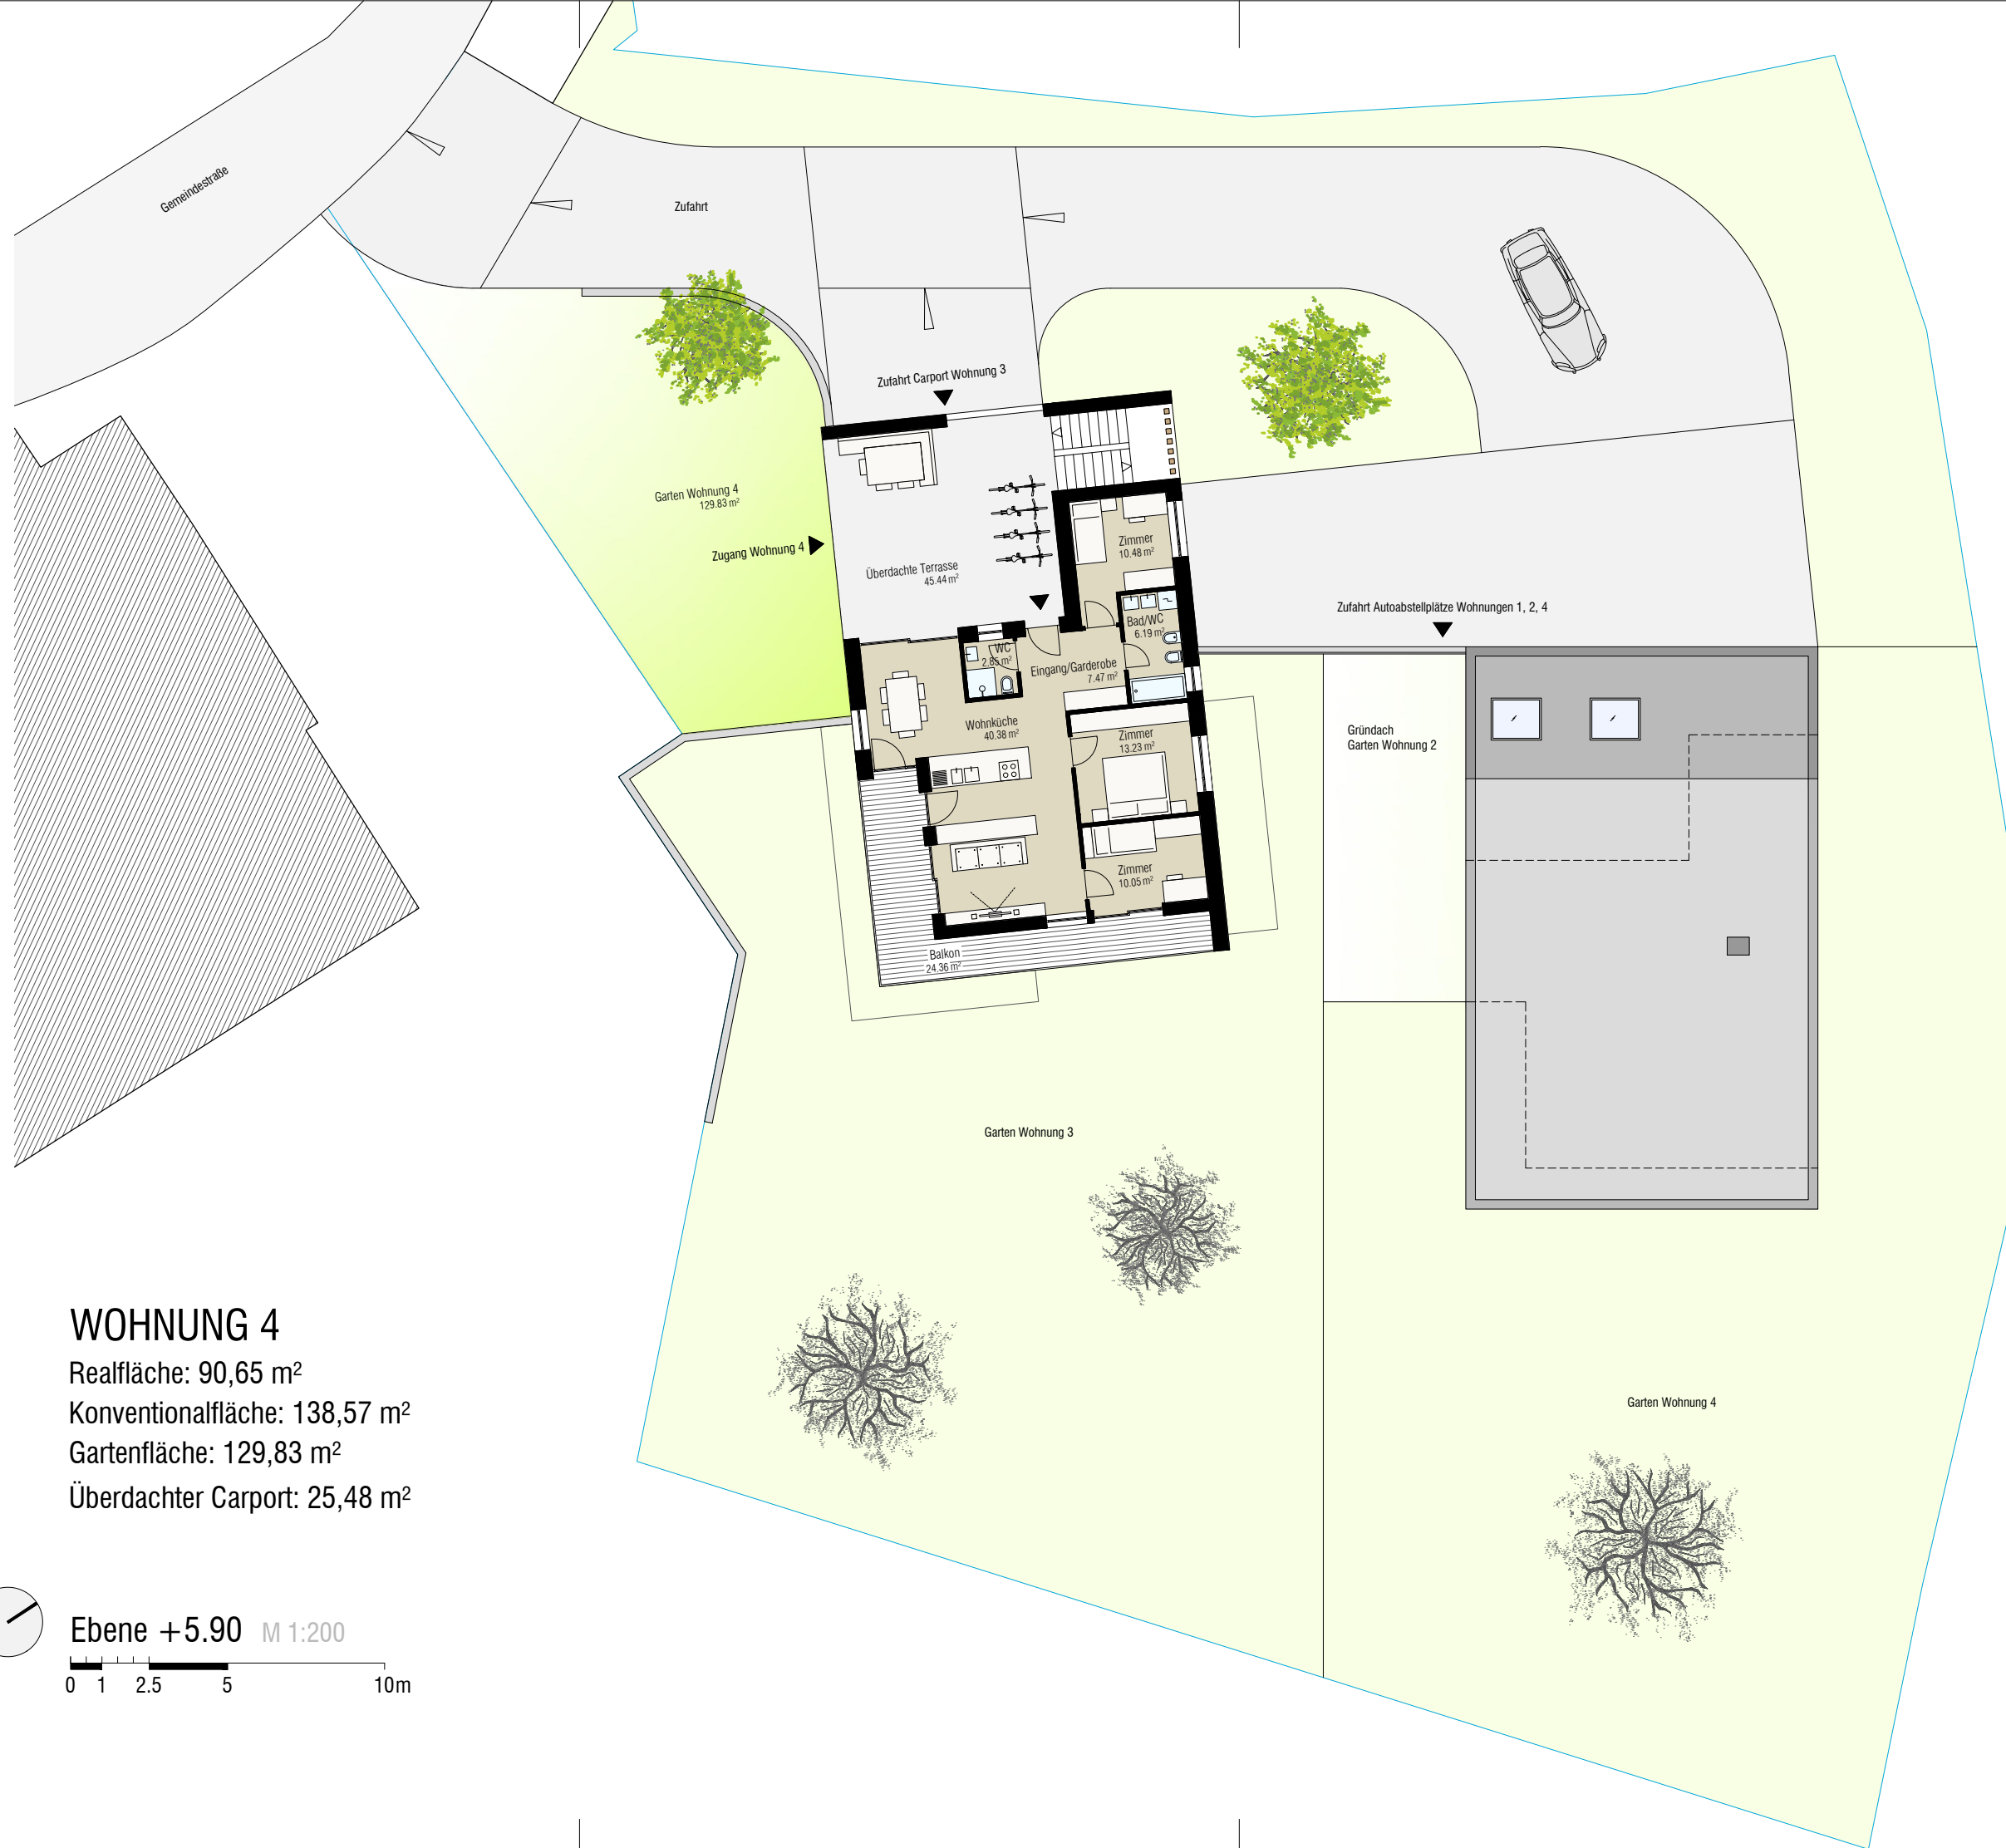 Gemeindestraße
Zufahrt
Zufahrt Carport Wohnung 3
Garten Wohnung 4
129.83 m²
Zugang Wohnung 4
Überdachte Terrasse
45.44 m²
Zimmer
10.48 m²
Bad/WC
6.19 m²
WC
2.85 m²
Eingang/Garderobe
7.47 m²
Zufahrt Autoabstellplätze Wohnungen 1, 2, 4
Wohnküche
40.38 m²
Zimmer
13.23 m²
Gründach
Garten Wohnung 2
Zimmer
10.05 m²
Balkon
24.36 m²
Garten Wohnung 3
Garten Wohnung 4
WOHNUNG 4
Realfläche: 90,65 m²
Konventionalfläche: 138,57 m²
Gartenfläche: 129,83 m²
Überdachter Carport: 25,48 m²
Ebene +5.90 M 1:200
0 1 2.5 5 10m